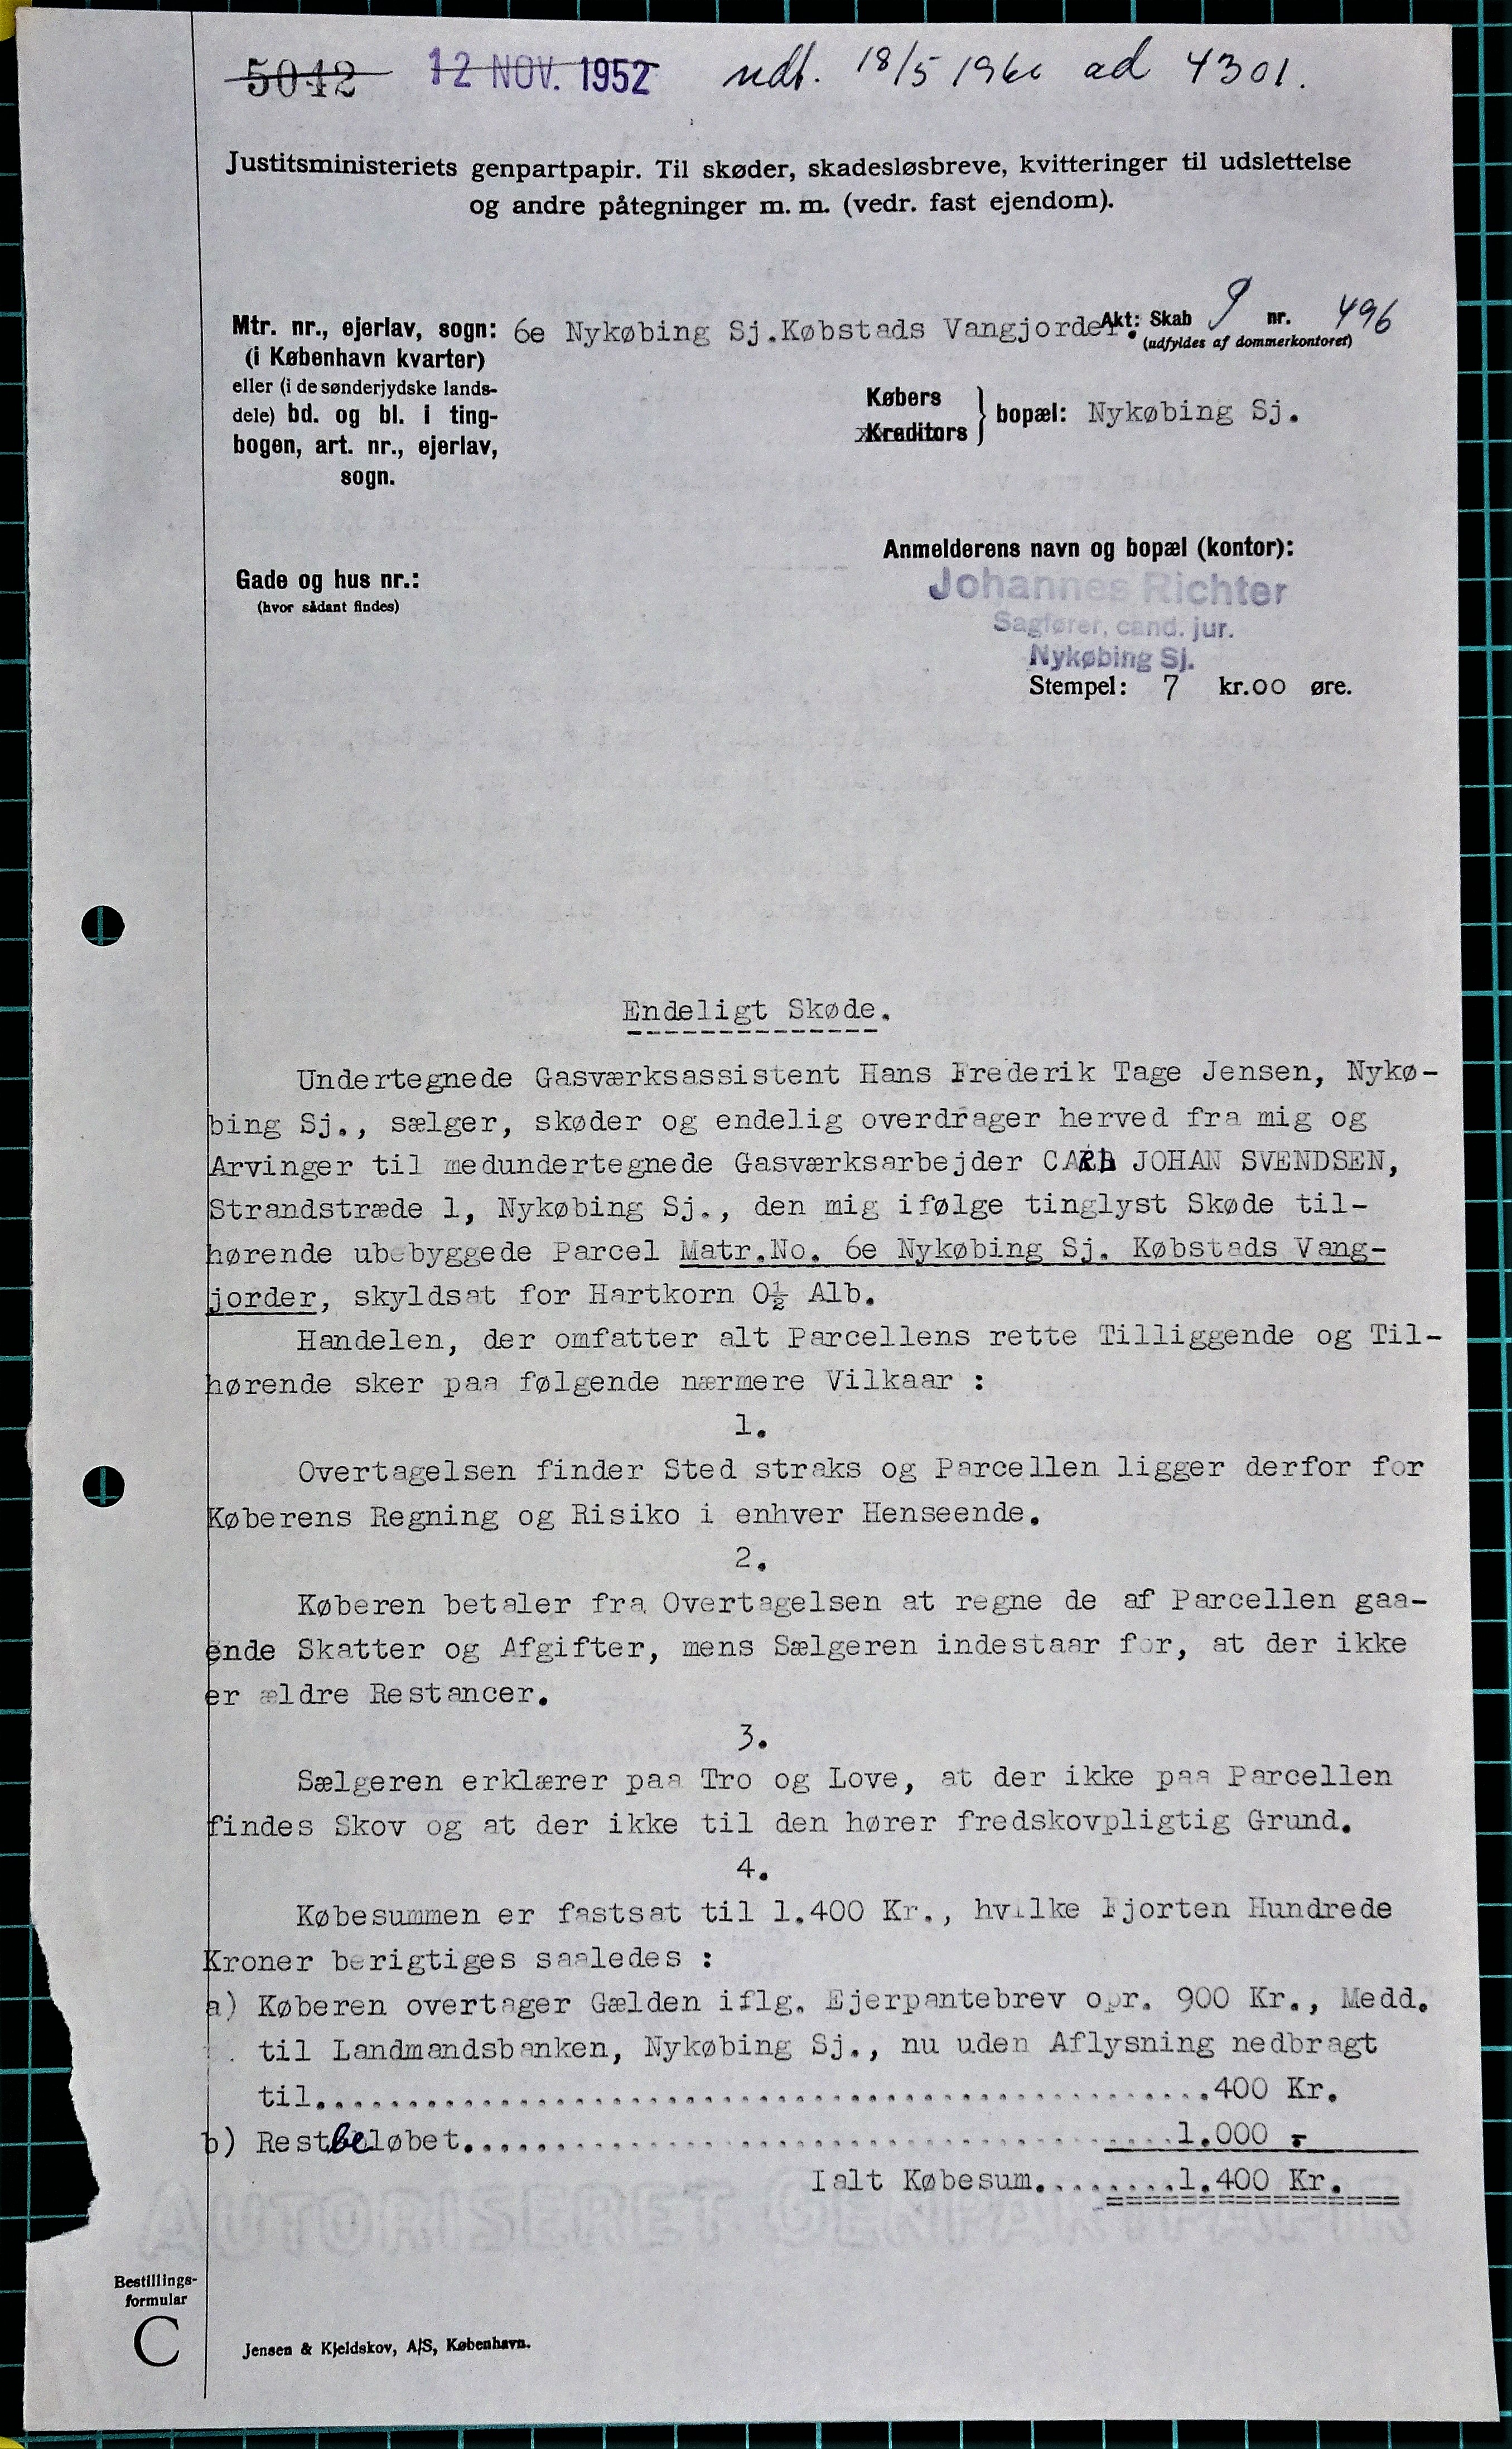 5042 12 NOV. 1952 udl. 18/5 1960 ad 4301.
Justitsministeriets genpartpapir. Til skøder, skadesløsbreve, kvitteringer til udslettelse
og andre påtegninger m. m. (vedr. fast ejendom).
Mtr. nr., ejerlav, sogn: 6e Nykøbing Sj.Købstads Vangjorder.
Akt: Skab nr. 496
(udfyldes af dommerkontoret)
(i København kvarter)
eller (i de sønderjydske lands-
dele) bd. og bl. i ting-
bogen, art. nr., ejerlav,
sogn.
Købers
Kreditors
bopæl: Nykøbing Sj.
Gade og hus nr.:
(hvor sådant findes)
Anmelderens navn og bopæl (kontor):
Johannes Richter
Sagfører, cand. jur.
Nykøbing Sj.
Stempel: 7 kr.00 øre.
Endeligt Skøde.
Undertegnede Gasværksassistent Hans Frederik Tage Jensen, Nykø-
bing Sj., sælger, skøder og endelig overdrager herved fra mig og
Arvinger til medundertegnede Gasværksarbejder CARL JOHAN SVENDSEN,
Strandstræde 1, Nykøbing Sj., den mig ifølge tinglyst Skøde til-
hørende ubebyggede Parcel Matr.No. 6e Nykøbing Sj. Købstads Vang-
jorder, skyldsat for Hartkorn 0½ Alb.
Handelen, der omfatter alt Parcellens rette Tilliggende og Til-
hørende sker paa følgende nærmere Vilkaar :
1.
Overtagelsen finder Sted straks og Parcellen ligger derfor for
Køberens Regning og Risiko i enhver Henseende.
2.
Køberen betaler fra Overtagelsen at regne de af Parcellen gaa-
ende Skatter og Afgifter, mens Sælgeren indestaar for, at der ikke
er ældre Restancer.
3.
Sælgeren erklærer paa Tro og Love, at der ikke paa Parcellen
findes Skov og at der ikke til den hører fredskovpligtig Grund.
4.
Købesummen er fastsat til 1.400 Kr., hvilke Fjorten Hundrede
Kroner berigtiges saaledes :
a) Køberen overtager Gælden iflg. Ejerpantebrev opr. 900 Kr., Medd.
til Landmandsbanken, Nykøbing Sj., nu uden Aflysning nedbragt
til.................................................400 Kr.
b) Restbeløbet.......................................1.000 -
Ialt Købesum........1.400 Kr.
AUTORISERET GENPARTPAPIR
Bestillings-
formular
C
Jensen & Kjeldskov, A/S, København.